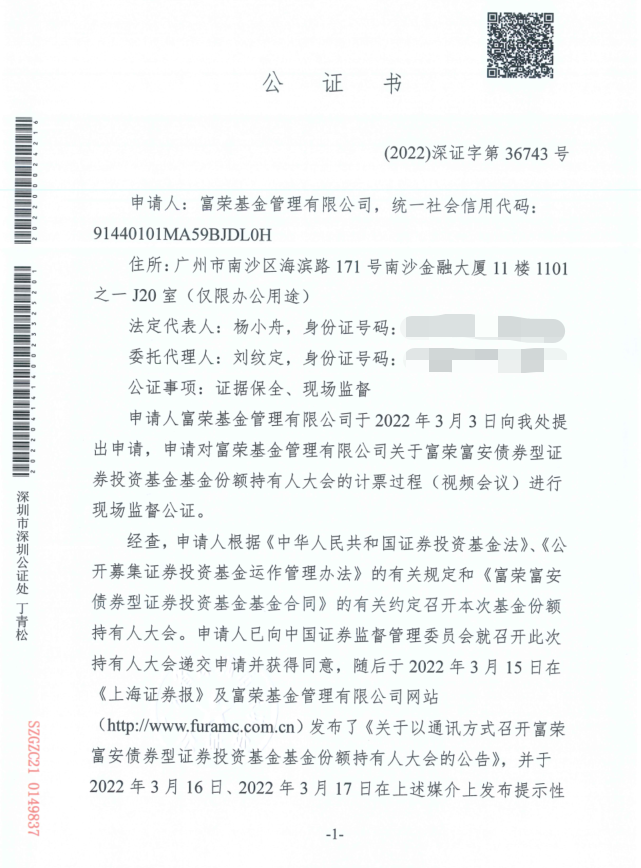 公 证 书
(2022)深证字第 36743 号
申请人：富荣基金管理有限公司，统一社会信用代码：
91440101MA59BJDL0H
住所：广州市南沙区海滨路 171 号南沙金融大厦 11 楼 1101
之一 J20 室（仅限办公用途）
法定代表人：杨小舟，身份证号码：
委托代理人：刘纹定，身份证号码：
公证事项：证据保全、现场监督
申请人富荣基金管理有限公司于 2022 年 3 月 3 日向我处提
出申请，申请对富荣基金管理有限公司关于富荣富安债券型证
券投资基金基金份额持有人大会的计票过程（视频会议）进行
现场监督公证。
经查，申请人根据《中华人民共和国证券投资基金法》、《公
开募集证券投资基金运作管理办法》的有关规定和《富荣富安
债券型证券投资基金基金合同》的有关约定召开本次基金份额
持有人大会。申请人已向中国证券监督管理委员会就召开此次
持有人大会递交申请并获得同意，随后于 2022 年 3 月 15 日在
《上海证券报》及富荣基金管理有限公司网站
（http://www.furamc.com.cn）发布了《关于以通讯方式召开富荣
富安债券型证券投资基金基金份额持有人大会的公告》，并于
2022 年 3 月 16 日、2022 年 3 月 17 日在上述媒介上发布提示性
-1-
深圳市深圳公证处 丁青松
SZGZC21 0149837